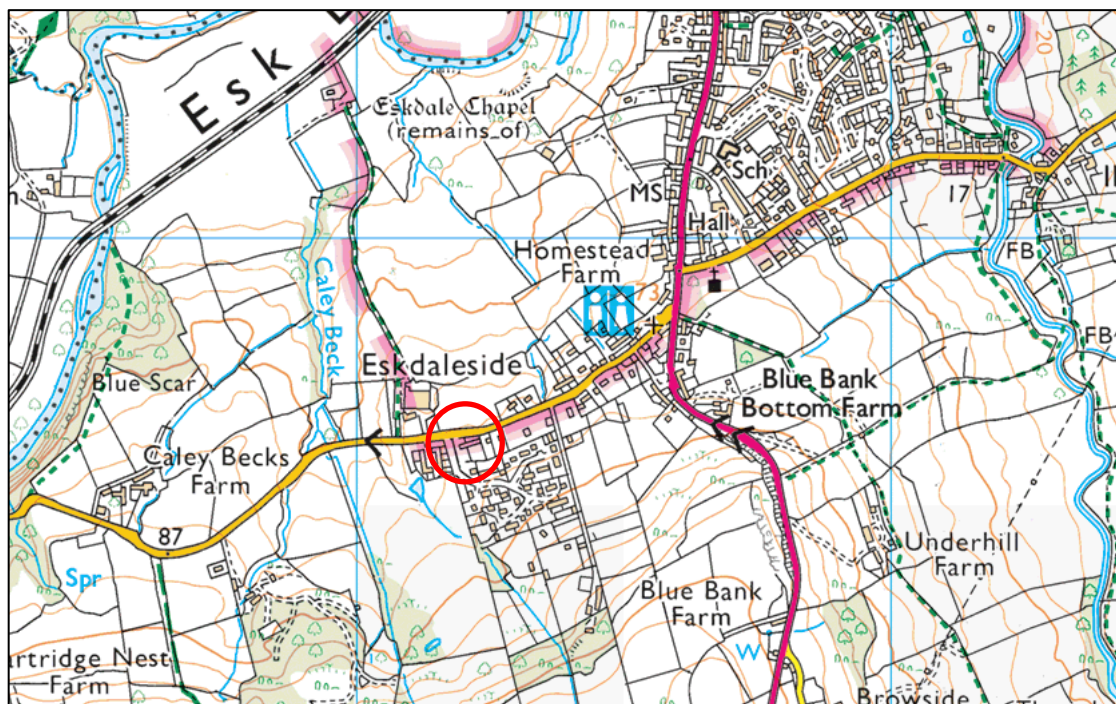 Esk
Eskdale Chapel
(remains of)
MS
Sch
Hall
17
20
Homestead
Farm
73
FB
FB
Caley Beck
Eskdaleside
Blue Scar
Blue Bank
Bottom Farm
Caley Becks
Farm
87
Spr
Underhill
Farm
Blue Bank
Farm
W
artridge Nest
Farm
Browside